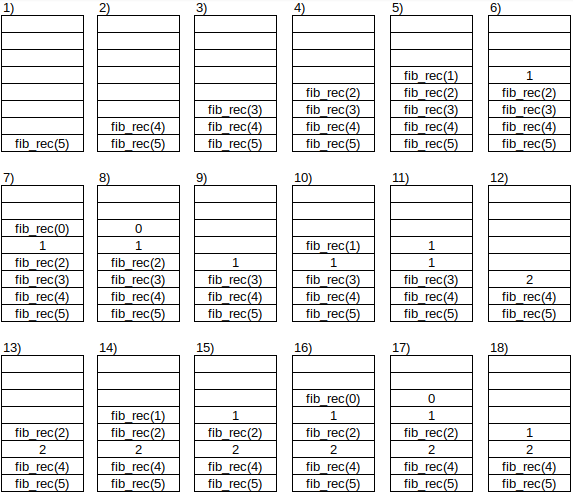 1) 2) 3) 4) 5) 6)
fib_rec(1) 1
fib_rec(2) fib_rec(2) fib_rec(2)
fib_rec(3) fib_rec(3) fib_rec(3) fib_rec(3)
fib_rec(4) fib_rec(4) fib_rec(4) fib_rec(4) fib_rec(4)
fib_rec(5) fib_rec(5) fib_rec(5) fib_rec(5) fib_rec(5) fib_rec(5)
7) 8) 9) 10) 11) 12)
fib_rec(0) 0
1 1 fib_rec(1) 1
fib_rec(2) fib_rec(2) 1 1 1
fib_rec(3) fib_rec(3) fib_rec(3) fib_rec(3) fib_rec(3) 2
fib_rec(4) fib_rec(4) fib_rec(4) fib_rec(4) fib_rec(4) fib_rec(4)
fib_rec(5) fib_rec(5) fib_rec(5) fib_rec(5) fib_rec(5) fib_rec(5)
13) 14) 15) 16) 17) 18)
fib_rec(0) 0
fib_rec(1) 1 1 1
fib_rec(2) fib_rec(2) fib_rec(2) fib_rec(2) fib_rec(2) 1
2 2 2 2 2 2
fib_rec(4) fib_rec(4) fib_rec(4) fib_rec(4) fib_rec(4) fib_rec(4)
fib_rec(5) fib_rec(5) fib_rec(5) fib_rec(5) fib_rec(5) fib_rec(5)